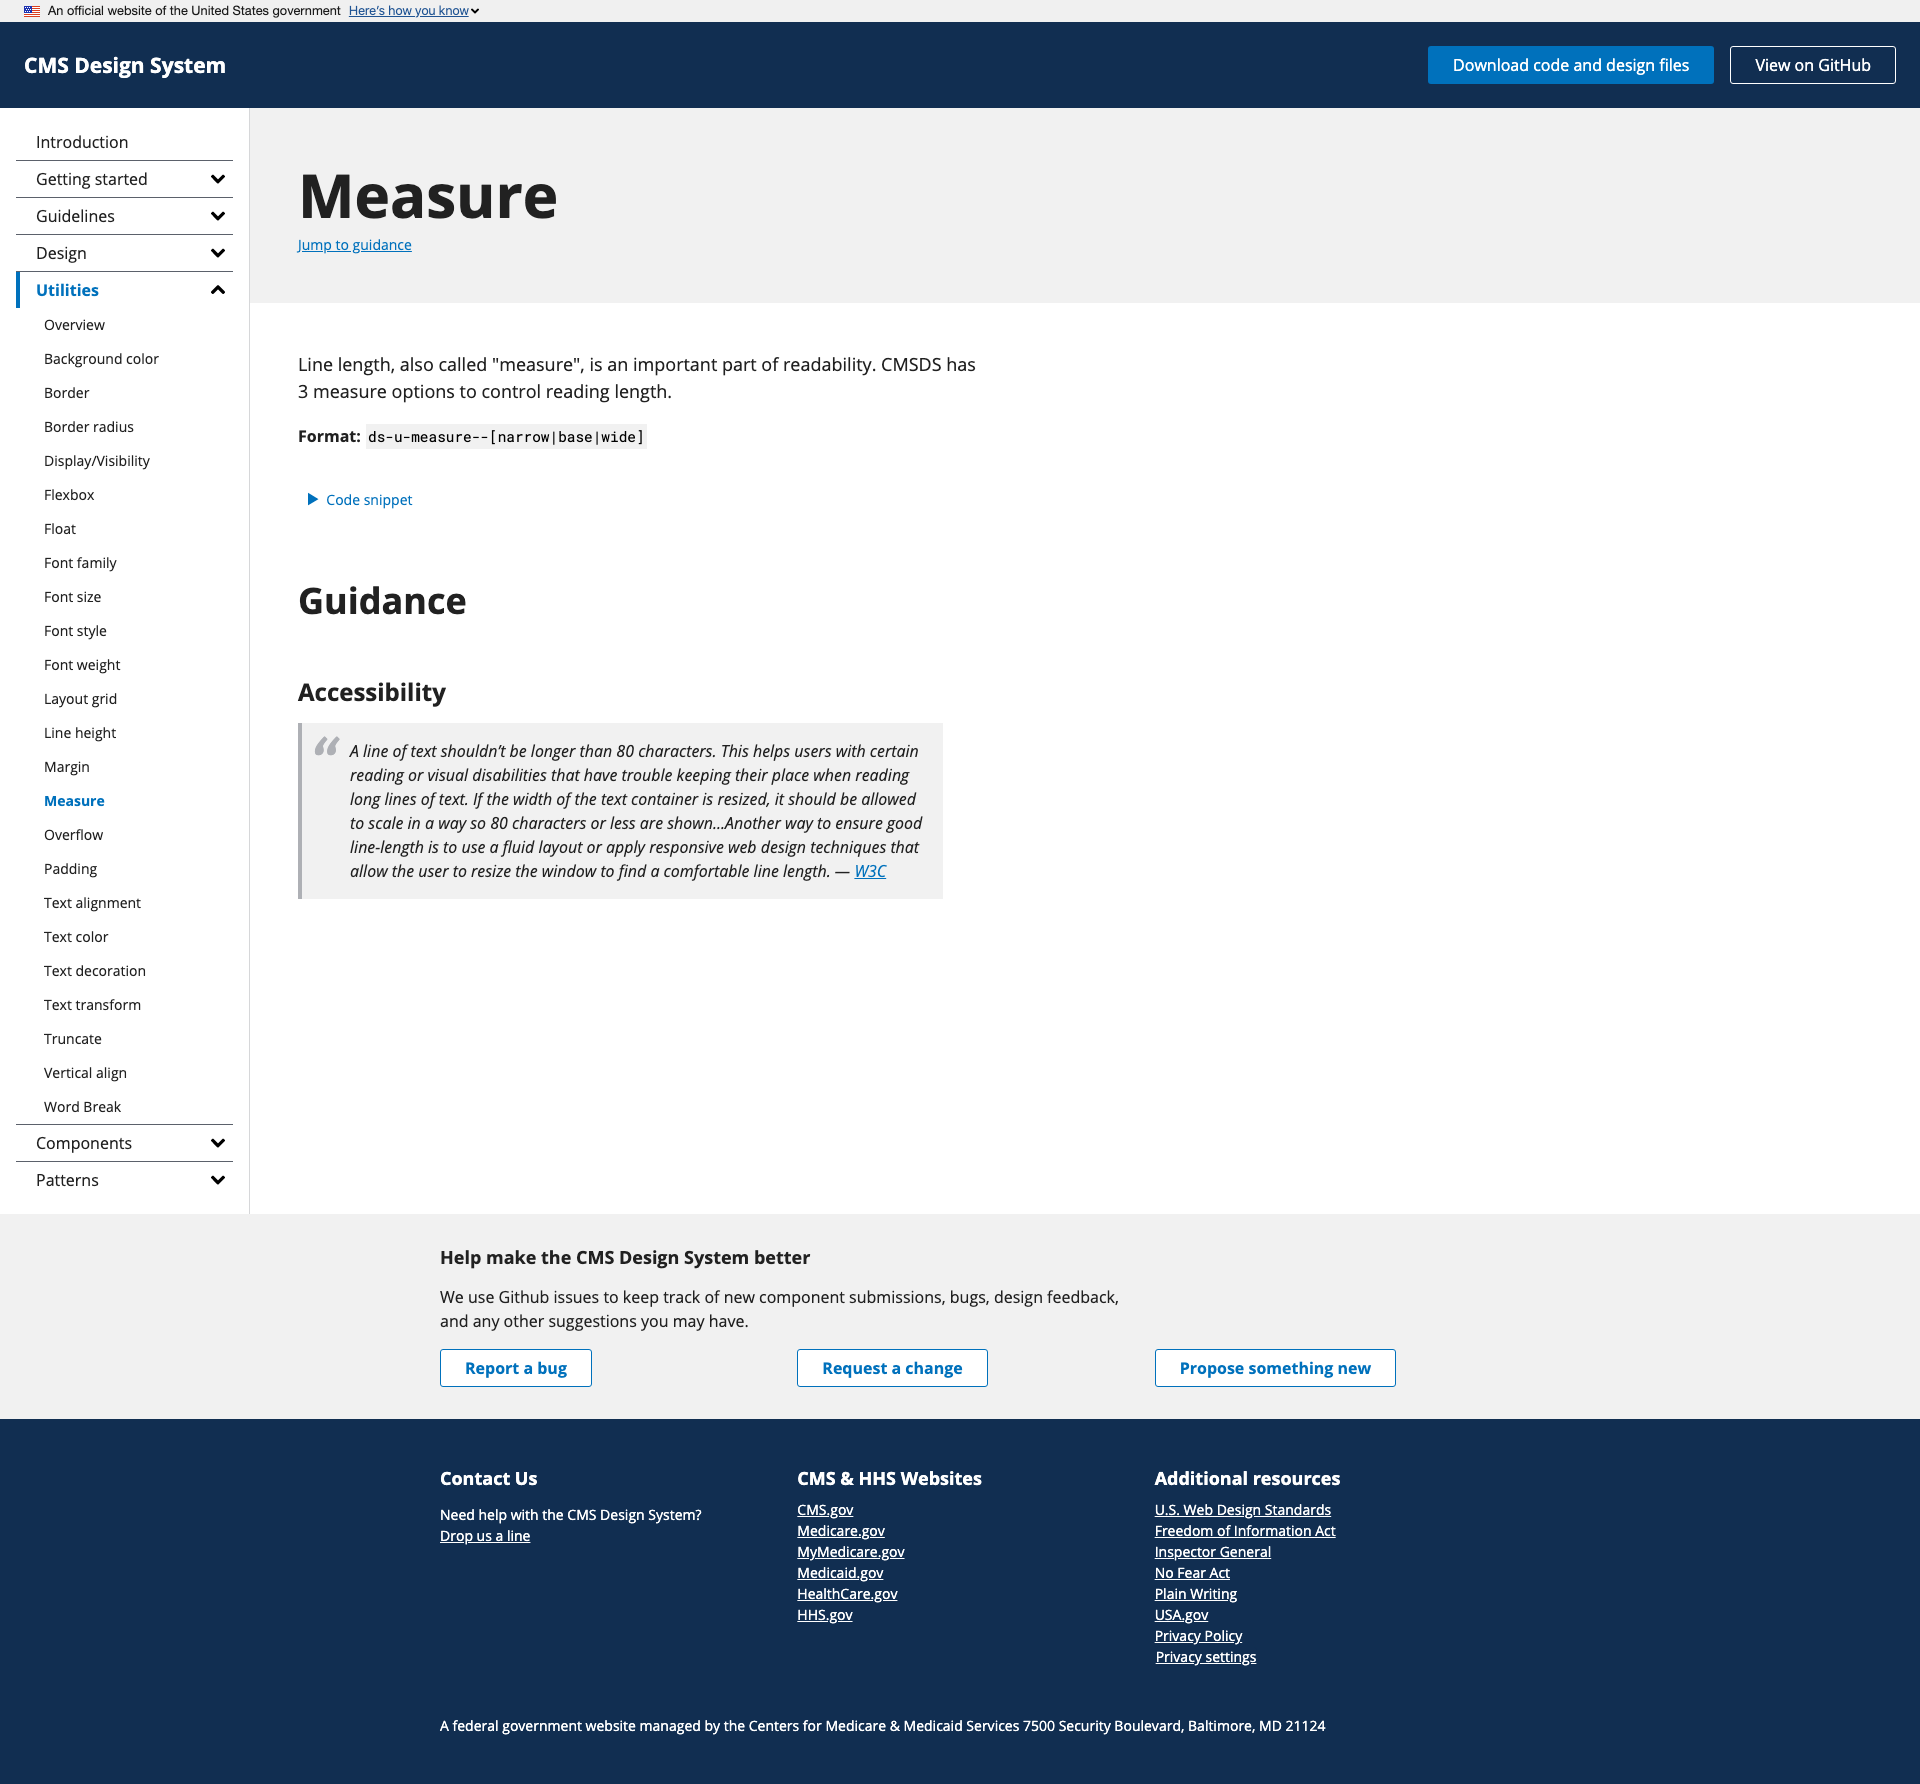 An official website of the United States government Here's how you know
CMS Design System
Download code and design files
View on GitHub
Introduction
Getting started
Guidelines
Design
Utilities
Overview
Background color
Border
Border radius
Display/Visibility
Flexbox
Float
Font family
Font size
Font style
Font weight
Layout grid
Line height
Margin
Measure
Overflow
Padding
Text alignment
Text color
Text decoration
Text transform
Truncate
Vertical align
Word Break
Components
Patterns
Measure
Jump to guidance
Line length, also called "measure", is an important part of readability. CMSDS has
3 measure options to control reading length.
Format: ds-u-measure--[narrow|base|wide]
Code snippet
Guidance
Accessibility
“ A line of text shouldn’t be longer than 80 characters. This helps users with certain
reading or visual disabilities that have trouble keeping their place when reading
long lines of text. If the width of the text container is resized, it should be allowed
to scale in a way so 80 characters or less are shown...Another way to ensure good
line-length is to use a fluid layout or apply responsive web design techniques that
allow the user to resize the window to find a comfortable line length. — W3C
Help make the CMS Design System better
We use Github issues to keep track of new component submissions, bugs, design feedback,
and any other suggestions you may have.
Report a bug
Request a change
Propose something new
Contact Us
Need help with the CMS Design System?
Drop us a line
CMS & HHS Websites
CMS.gov
Medicare.gov
MyMedicare.gov
Medicaid.gov
HealthCare.gov
HHS.gov
Additional resources
U.S. Web Design Standards
Freedom of Information Act
Inspector General
No Fear Act
Plain Writing
USA.gov
Privacy Policy
Privacy settings
A federal government website managed by the Centers for Medicare & Medicaid Services 7500 Security Boulevard, Baltimore, MD 21124